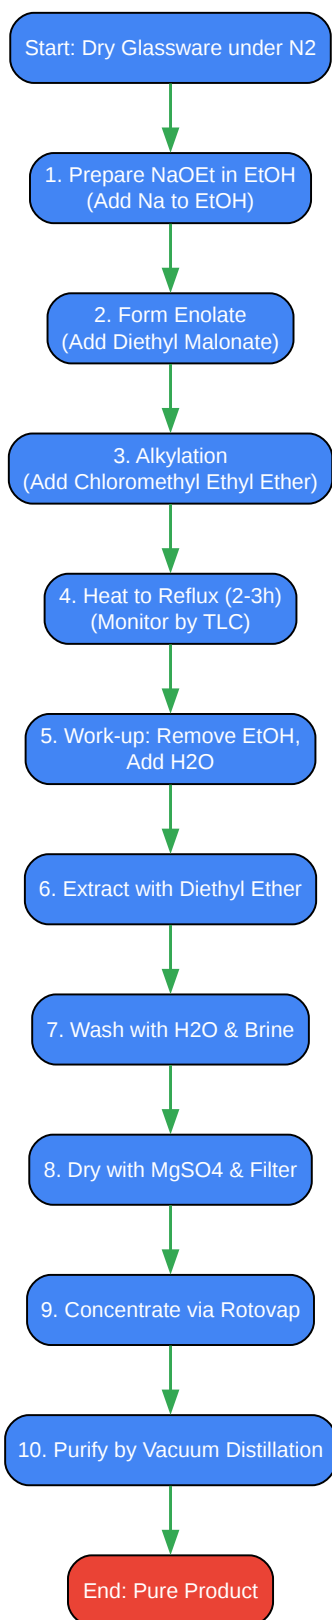 Start: Dry Glassware under N2
1. Prepare NaOEt in EtOH
(Add Na to EtOH)
2. Form Enolate
(Add Diethyl Malonate)
3. Alkylation
(Add Chloromethyl Ethyl Ether)
4. Heat to Reflux (2-3h)
(Monitor by TLC)
5. Work-up: Remove EtOH,
Add H2O
6. Extract with Diethyl Ether
7. Wash with H2O & Brine
8. Dry with MgSO4 & Filter
9. Concentrate via Rotovap
10. Purify by Vacuum Distillation
End: Pure Product